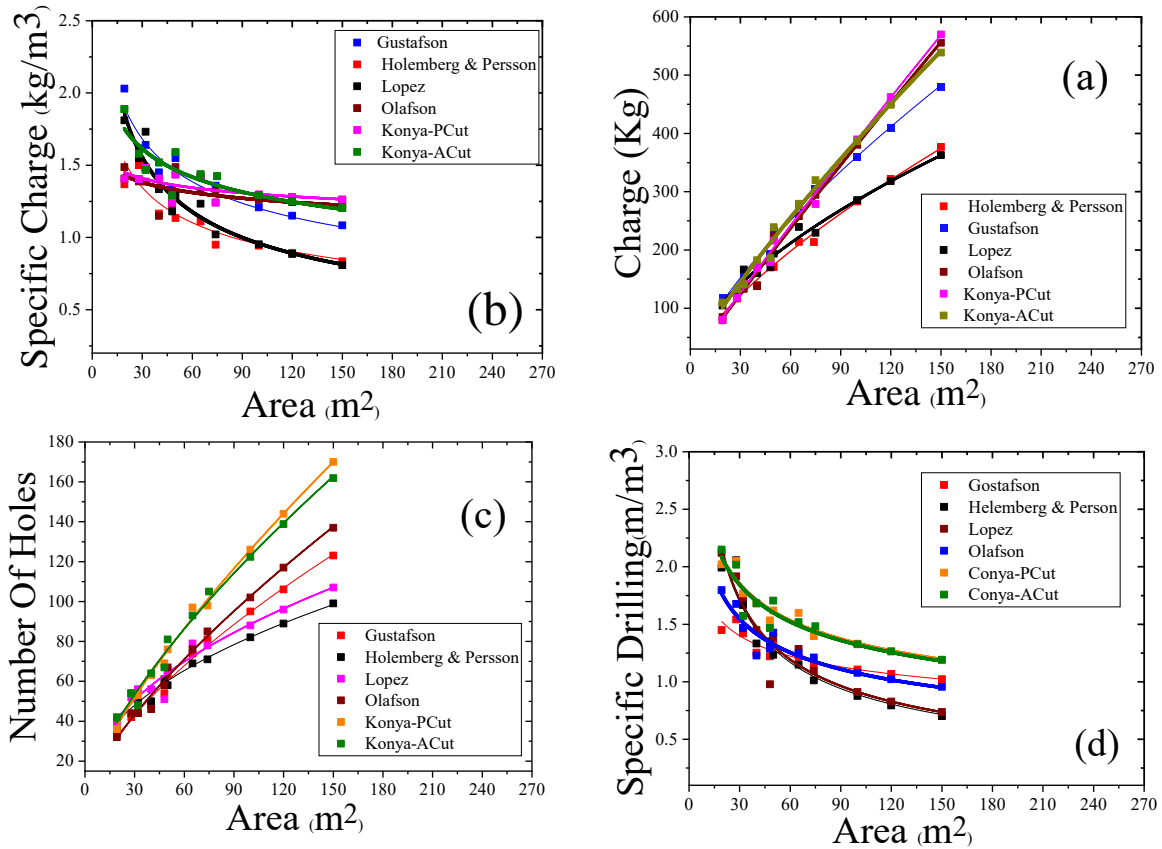 Specific Charge (kg/m3)
2.5
2.0
1.5
1.0
0.5
Gustafson
Holemberg & Persson
Lopez
Olafson
Konya-PCut
Konya-ACut
(b)
0 30 60 90 120 150 180 210 240 270
Area (m2)
Charge (Kg)
600
500
400
300
200
100
(a)
Holemberg & Persson
Gustafson
Lopez
Olafson
Konya-PCut
Konya-ACut
0 30 60 90 120 150 180 210 240 270
Area (m2)
Number Of Holes
180
160
140
120
100
80
60
40
20
(c)
Gustafson
Holemberg & Persson
Lopez
Olafson
Konya-PCut
Konya-ACut
0 30 60 90 120 150 180 210 240 270
Area (m2)
Specific Drilling(m/m3)
3.0
2.5
2.0
1.5
1.0
0.5
Gostafson
Helemberg & Person
Lopez
Olafson
Conya-PCut
Conya-ACut
(d)
0 30 60 90 120 150 180 210 240 270
Area (m2)